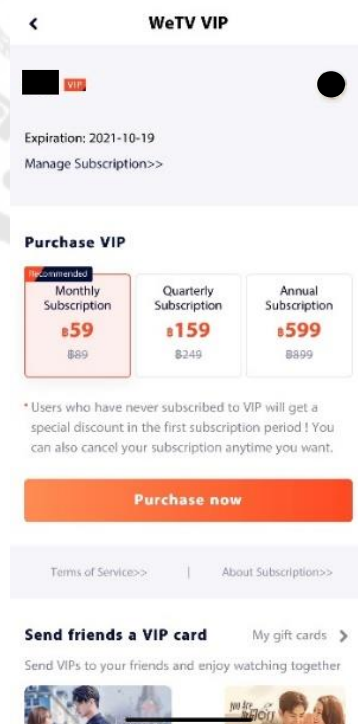 WeTV VIP
VIP
Expiration: 2021-10-19
Manage Subscription>>
Purchase VIP
Recommended
Monthly Subscription
฿59
฿89
Quarterly Subscription
฿159
฿249
Annual Subscription
฿599
฿899
* Users who have never subscribed to VIP will get a
special discount in the first subscription period ! You
can also cancel your subscription anytime you want.
Purchase now
Terms of Service>> | About Subscription>>
Send friends a VIP card
My gift cards
Send VIPs to your friends and enjoy watching together
You Are